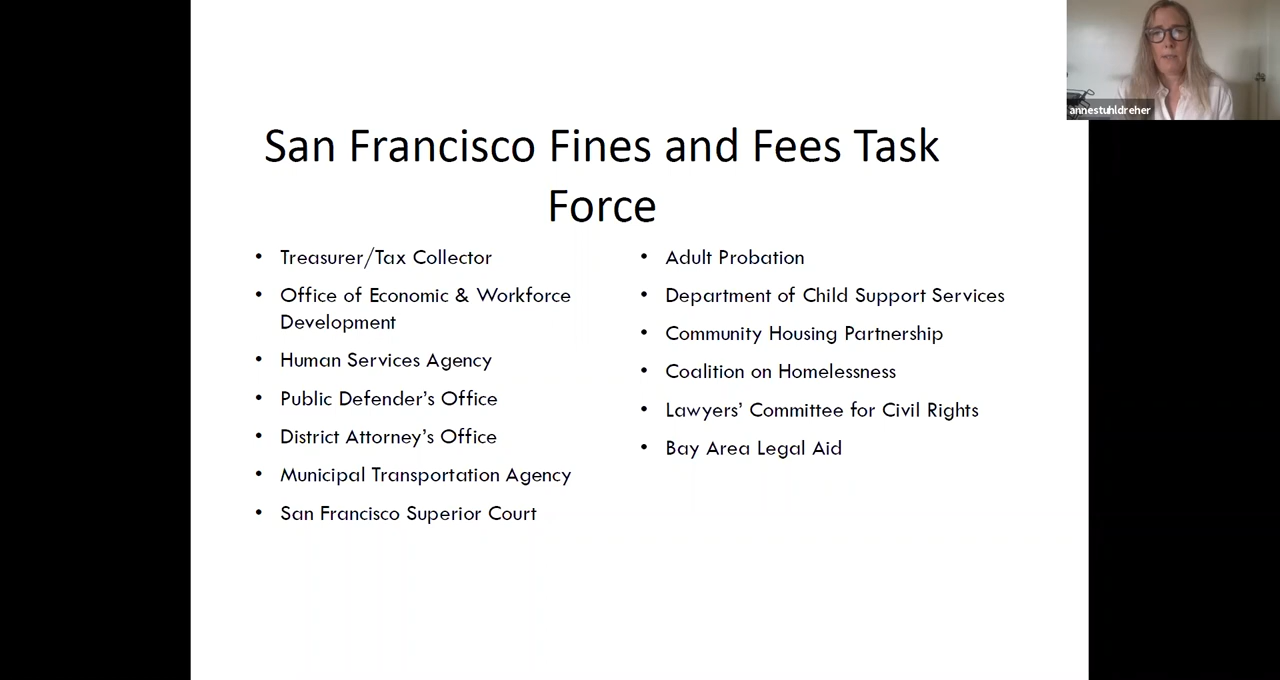 San Francisco Fines and Fees Task
Force
• Treasurer/Tax Collector
• Office of Economic & Workforce
Development
• Human Services Agency
• Public Defender’s Office
• District Attorney’s Office
• Municipal Transportation Agency
• San Francisco Superior Court
• Adult Probation
• Department of Child Support Services
• Community Housing Partnership
• Coalition on Homelessness
• Lawyers’ Committee for Civil Rights
• Bay Area Legal Aid
annestuhldreher